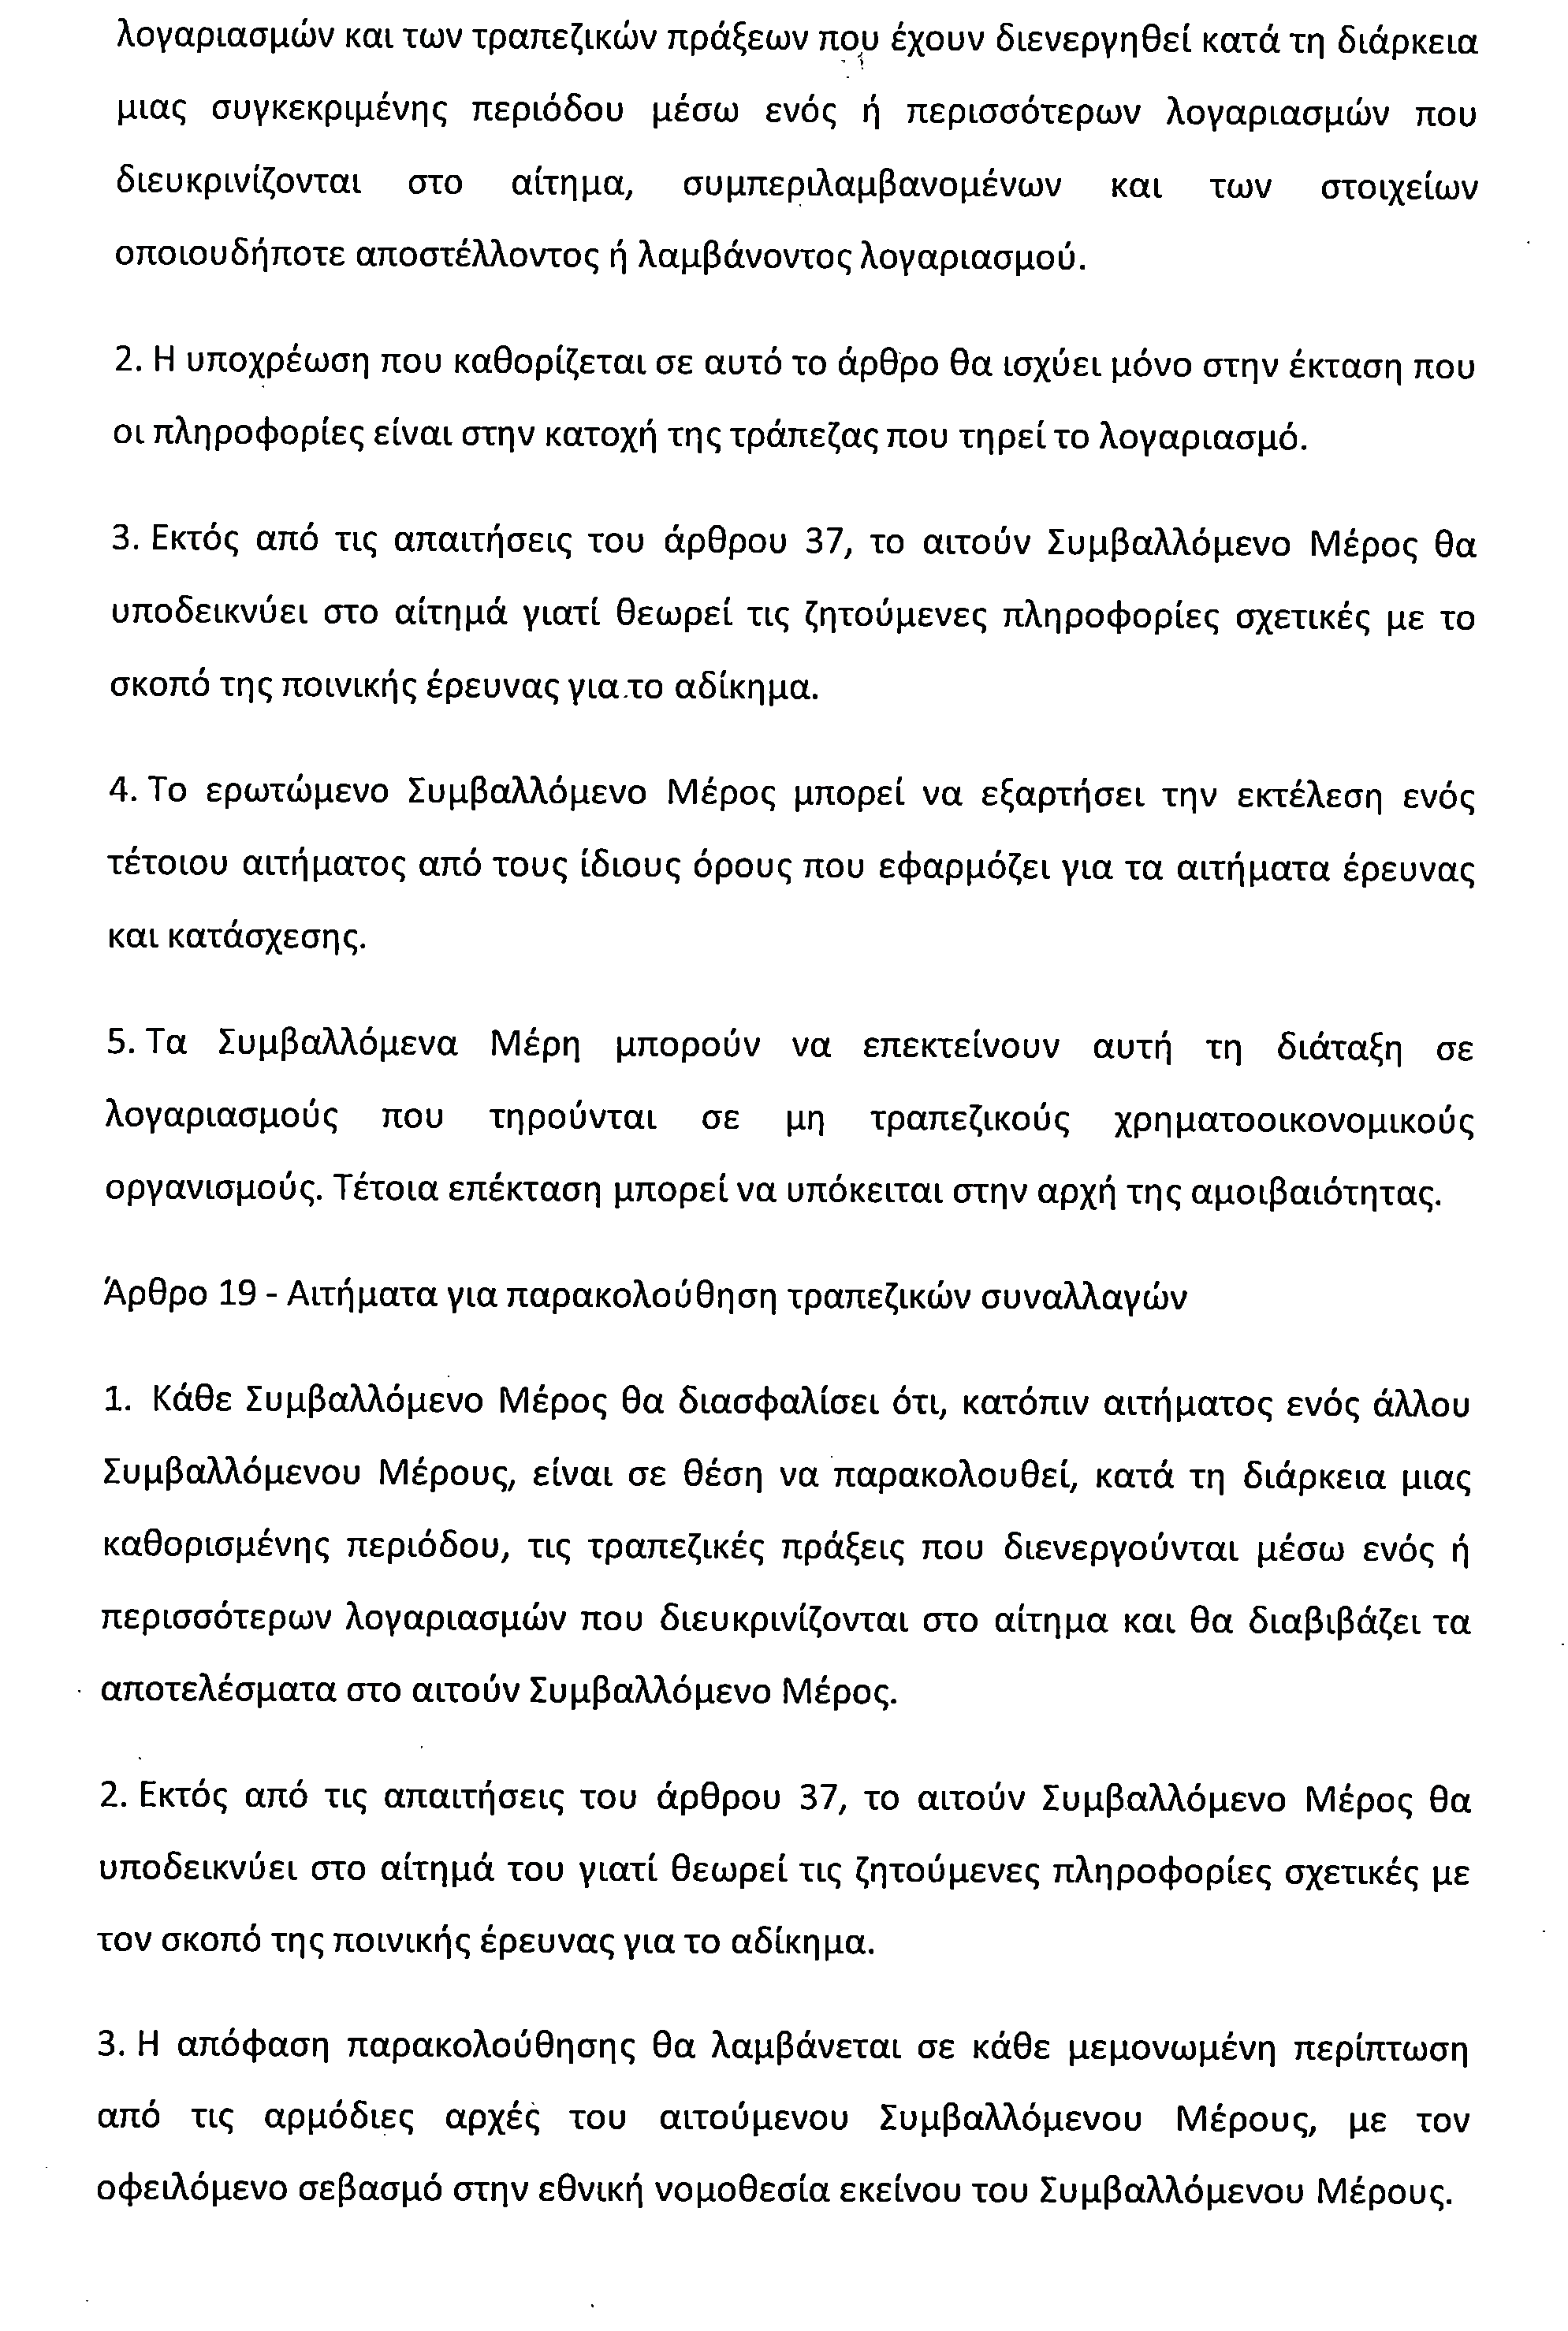 λογαριασμών και των τραπεζικών πράξεων που έχουν διενεργηθεί κατά τη διάρκεια
μιας συγκεκριμένης περιόδου μέσω ενός ή περισσότερων λογαριασμών που
διευκρινίζονται στο αίτημα, συμπεριλαμβανομένων και των στοιχείων
οποιουδήποτε αποστέλλοντος ή λαμβάνοντος λογαριασμού.
2. Η υποχρέωση που καθορίζεται σε αυτό το άρθρο θα ισχύει μόνο στην έκταση που
οι πληροφορίες είναι στην κατοχή της τράπεζας που τηρεί το λογαριασμό.
3. Εκτός από τις απαιτήσεις του άρθρου 37, το αιτούν Συμβαλλόμενο Μέρος θα
υποδεικνύει στο αίτημά γιατί θεωρεί τις ζητούμενες πληροφορίες σχετικές με το
σκοπό της ποινικής έρευνας για το αδίκημα.
4. Το ερωτώμενο Συμβαλλόμενο Μέρος μπορεί να εξαρτήσει την εκτέλεση ενός
τέτοιου αιτήματος από τους ίδιους όρους που εφαρμόζει για τα αιτήματα έρευνας
και κατάσχεσης.
5. Τα Συμβαλλόμενα Μέρη μπορούν να επεκτείνουν αυτή τη διάταξη σε
λογαριασμούς που τηρούνται σε μη τραπεζικούς χρηματοοικονομικούς
οργανισμούς. Τέτοια επέκταση μπορεί να υπόκειται στην αρχή της αμοιβαιότητας.
Άρθρο 19 - Αιτήματα για παρακολούθηση τραπεζικών συναλλαγών
1. Κάθε Συμβαλλόμενο Μέρος θα διασφαλίσει ότι, κατόπιν αιτήματος ενός άλλου
Συμβαλλόμενου Μέρους, είναι σε θέση να παρακολουθεί, κατά τη διάρκεια μιας
καθορισμένης περιόδου, τις τραπεζικές πράξεις που διενεργούνται μέσω ενός ή
περισσότερων λογαριασμών που διευκρινίζονται στο αίτημα και θα διαβιβάζει τα
αποτελέσματα στο αιτούν Συμβαλλόμενο Μέρος.
2. Εκτός από τις απαιτήσεις του άρθρου 37, το αιτούν Συμβαλλόμενο Μέρος θα
υποδεικνύει στο αίτημά του γιατί θεωρεί τις ζητούμενες πληροφορίες σχετικές με
τον σκοπό της ποινικής έρευνας για το αδίκημα.
3. Η απόφαση παρακολούθησης θα λαμβάνεται σε κάθε μεμονωμένη περίπτωση
από τις αρμόδιες αρχές του αιτούμενου Συμβαλλόμενου Μέρους, με τον
οφειλόμενο σεβασμό στην εθνική νομοθεσία εκείνου του Συμβαλλόμενου Μέρους.